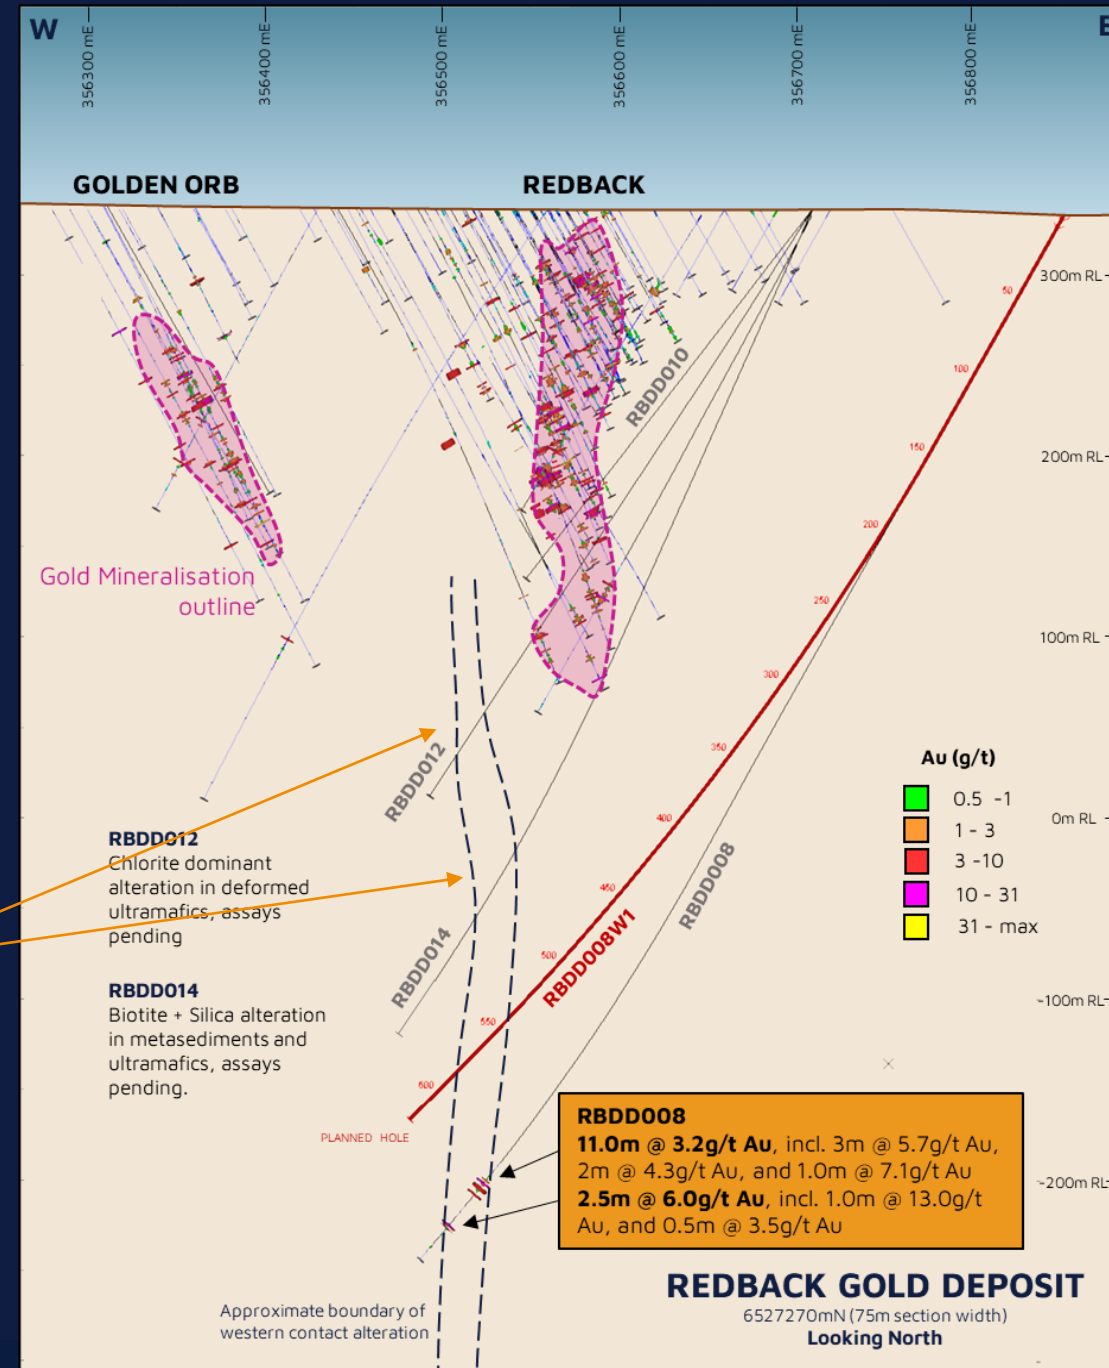 W
E
356300 mE
356400 mE
356500 mE
356600 mE
356700 mE
356800 mE
GOLDEN ORB
REDBACK
300m RL
50
RBDD010
100
150
200m RL
200
Gold Mineralisation
outline
250
100m RL
300
350
RBDD012
Au (g/t)
0.5 -1
1 - 3
3 -10
10 - 31
31 - max
400
0m RL
RBDD012
Chlorite dominant
alteration in deformed
ultramafics, assays
pending
450
RBDD008
RBDD008W1
500
RBDD014
RBDD014
Biotite + Silica alteration
in metasediments and
ultramafics, assays
pending.
-100m RL
550
600
PLANNED HOLE
RBDD008
11.0m @ 3.2g/t Au, incl. 3m @ 5.7g/t Au,
2m @ 4.3g/t Au, and 1.0m @ 7.1g/t Au
2.5m @ 6.0g/t Au, incl. 1.0m @ 13.0g/t
Au, and 0.5m @ 3.5g/t Au
-200m RL
REDBACK GOLD DEPOSIT
6527270mN (75m section width)
Looking North
Approximate boundary of
western contact alteration